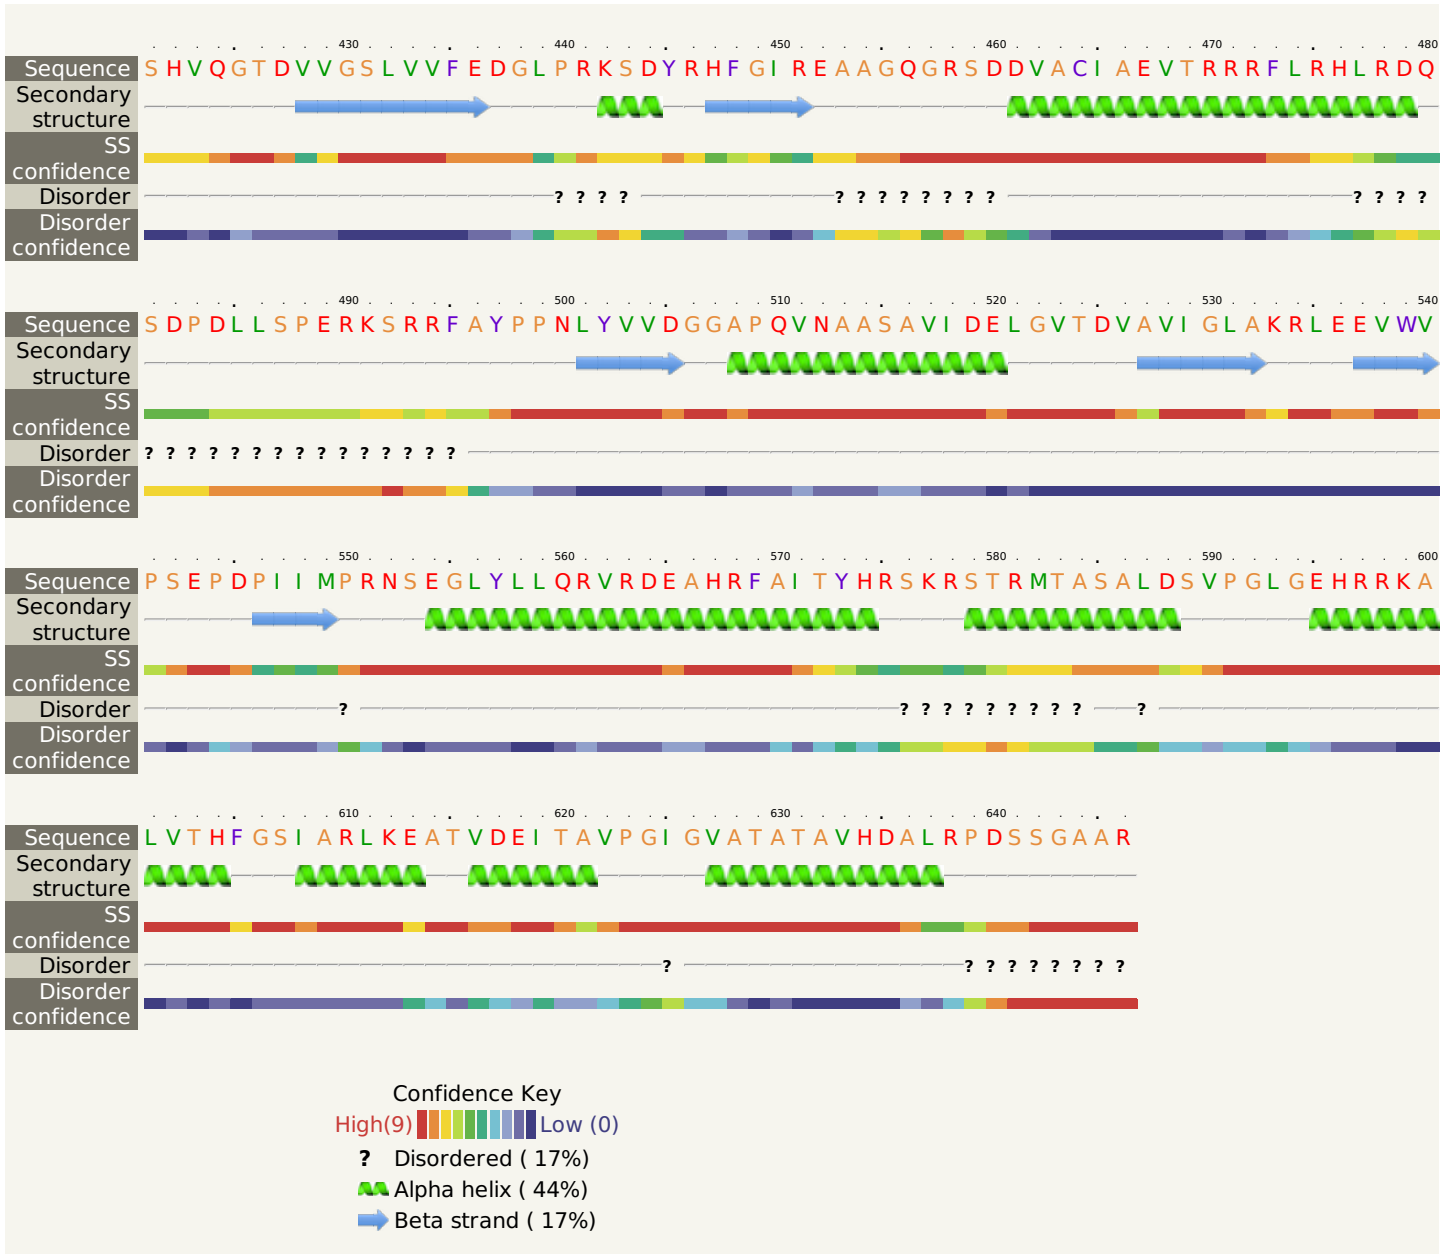 430 440 450 460 470 480
Sequence S H V Q G T D V V G S L V V F E D G L P R K S D Y R H F G I R E A A G Q G R S D D V A C I A E V T R R R F L R H L R D Q
Secondary
structure
SS
confidence
Disorder ? ? ? ? ? ? ? ? ? ? ? ? ? ? ? ?
Disorder
confidence
490 500 510 520 530 540
Sequence S D P D L L S P E R K S R R F A Y P P N L Y V V D G G A P Q V N A A S A V I D E L G V T D V A V I G L A K R L E E V W V
Secondary
structure
SS
confidence
Disorder ? ? ? ? ? ? ? ? ? ? ? ? ? ? ?
Disorder
confidence
550 560 570 580 590 600
Sequence P S E P D P I I M P R N S E G L Y L L Q R V R D E A H R F A I T Y H R S K R S T R M T A S A L D S V P G L G E H R R K A
Secondary
structure
SS
confidence
Disorder ? ? ? ? ? ? ? ? ? ? ?
Disorder
confidence
610 620 630 640
Sequence L V T H F G S I A R L K E A T V D E I T A V P G I G V A T A T A V H D A L R P D S S G A A R
Secondary
structure
SS
confidence
Disorder ? ? ? ? ? ? ? ? ?
Disorder
confidence
Confidence Key
High(9) Low (0)
? Disordered ( 17%)
Alpha helix ( 44%)
Beta strand ( 17%)